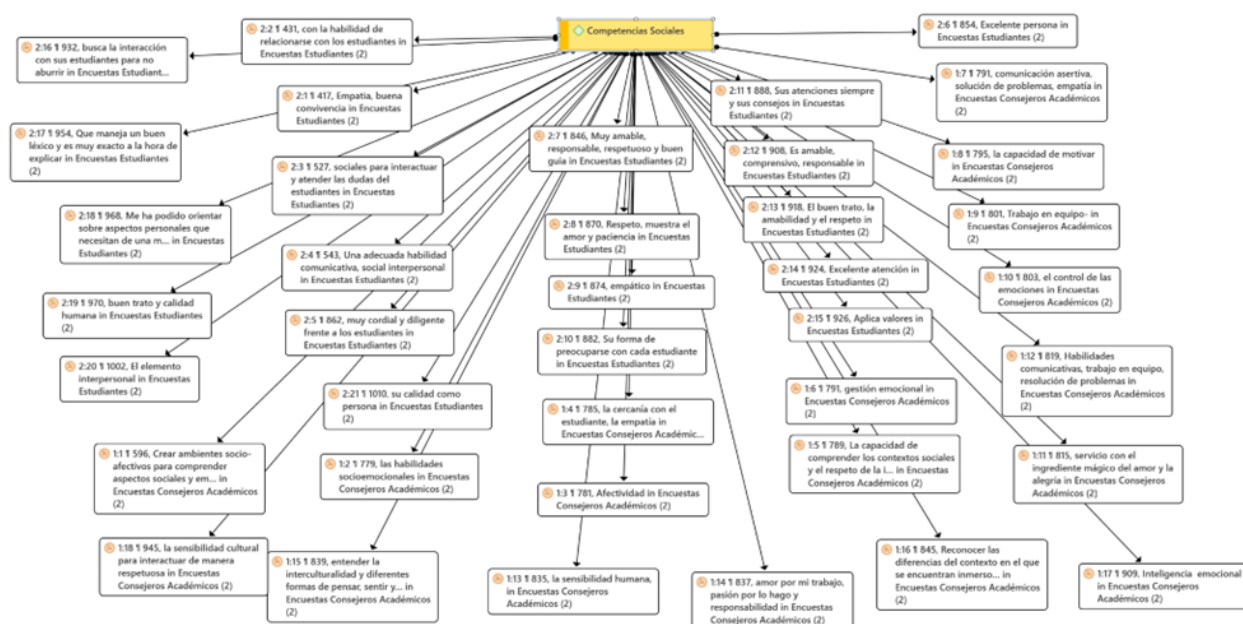 Competencias Sociales
2:2 ¶ 431, con la habilidad de
relacionarse con los estudiantes in
Encuestas Estudiantes (2)
2:6 ¶ 854, Excelente persona in
Encuestas Estudiantes (2)
2:16 ¶ 932, busca la interacción
con sus estudiantes para no
aburrir in Encuestas Estudiant...
1:7 ¶ 791, comunicación asertiva,
solución de problemas, empatía in
Encuestas Consejeros Académicos
(2)
2:1 ¶ 417, Empatia, buena
convivencia in Encuestas
Estudiantes (2)
2:11 ¶ 888, Sus atenciones siempre
y sus consejos in Encuestas
Estudiantes (2)
2:17 ¶ 954, Que maneja un buen
léxico y es muy exacto a la hora de
explicar in Encuestas Estudiantes
(2)
2:7 ¶ 846, Muy amable,
responsable, respetuoso y buen
guia in Encuestas Estudiantes (2)
2:12 ¶ 908, Es amable,
comprensivo, responsable in
Encuestas Estudiantes (2)
1:8 ¶ 795, la capacidad de motivar
in Encuestas Consejeros
Académicos (2)
2:3 ¶ 527, sociales para interactuar
y atender las dudas del
estudiantes in Encuestas
Estudiantes (2)
2:13 ¶ 918, El buen trato, la
amabilidad y el respeto in
Encuestas Estudiantes (2)
1:9 ¶ 801, Trabajo en equipo- in
Encuestas Consejeros Académicos
(2)
2:18 ¶ 968, Me ha podido orientar
sobre aspectos personales que
necesitan de una m... in Encuestas
Estudiantes (2)
2:8 ¶ 870, Respeto, muestra el
amor y paciencia in Encuestas
Estudiantes (2)
2:4 ¶ 543, Una adecuada habilidad
comunicativa, social interpersonal
in Encuestas Estudiantes (2)
2:14 ¶ 924, Excelente atención in
Encuestas Estudiantes (2)
1:10 ¶ 803, el control de las
emociones in Encuestas
Consejeros Académicos (2)
2:19 ¶ 970, buen trato y calidad
humana in Encuestas Estudiantes
(2)
2:9 ¶ 874, empático in Encuestas
Estudiantes (2)
2:5 ¶ 862, muy cordial y diligente
frente a los estudiantes in
Encuestas Estudiantes (2)
2:15 ¶ 926, Aplica valores in
Encuestas Estudiantes (2)
2:10 ¶ 882, Su forma de
preocuparse con cada estudiante
in Encuestas Estudiantes (2)
2:20 ¶ 1002, El elemento
interpersonal in Encuestas
Estudiantes (2)
1:12 ¶ 819, Habilidades
comunicativas, trabajo en equipo,
resolución de problemas in
Encuestas Consejeros Académicos
(2)
2:21 ¶ 1010, su calidad como
persona in Encuestas Estudiantes
(2)
1:6 ¶ 791, gestión emocional in
Encuestas Consejeros Académicos
(2)
1:4 ¶ 785, la cercanía con el
estudiante, la empatia in
Encuestas Consejeros Académic...
1:1 ¶ 596, Crear ambientes socio-
afectivos para comprender
aspectos sociales y em... in
Encuestas Consejeros Académicos
(2)
1:2 ¶ 779, las habilidades
socioemocionales in Encuestas
Consejeros Académicos (2)
1:5 ¶ 789, La capacidad de
comprender los contextos sociales
y el respeto de la i... in Encuestas
Consejeros Académicos (2)
1:11 ¶ 815, servicio con el
ingrediente mágico del amor y la
alegría in Encuestas Consejeros
Académicos (2)
1:3 ¶ 781, Afectividad in Encuestas
Consejeros Académicos (2)
1:18 ¶ 945, la sensibilidad cultural
para interactuar de manera
respetuosa in Encuestas
Consejeros Académicos (2)
1:15 ¶ 839, entender la
interculturalidad y diferentes
formas de pensar, sentir y... in
Encuestas Consejeros Académicos
(2)
1:13 ¶ 835, la sensibilidad humana,
in Encuestas Consejeros
Académicos (2)
1:14 ¶ 837, amor por mi trabajo,
pasión por lo hago y
responsabilidad in Encuestas
Consejeros Académicos (2)
1:16 ¶ 845, Reconocer las
diferencias del contexto en el que
se encuentran inmerso... in
Encuestas Consejeros Académicos
(2)
1:17 ¶ 909, Inteligencia emocional
in Encuestas Consejeros
Académicos (2)